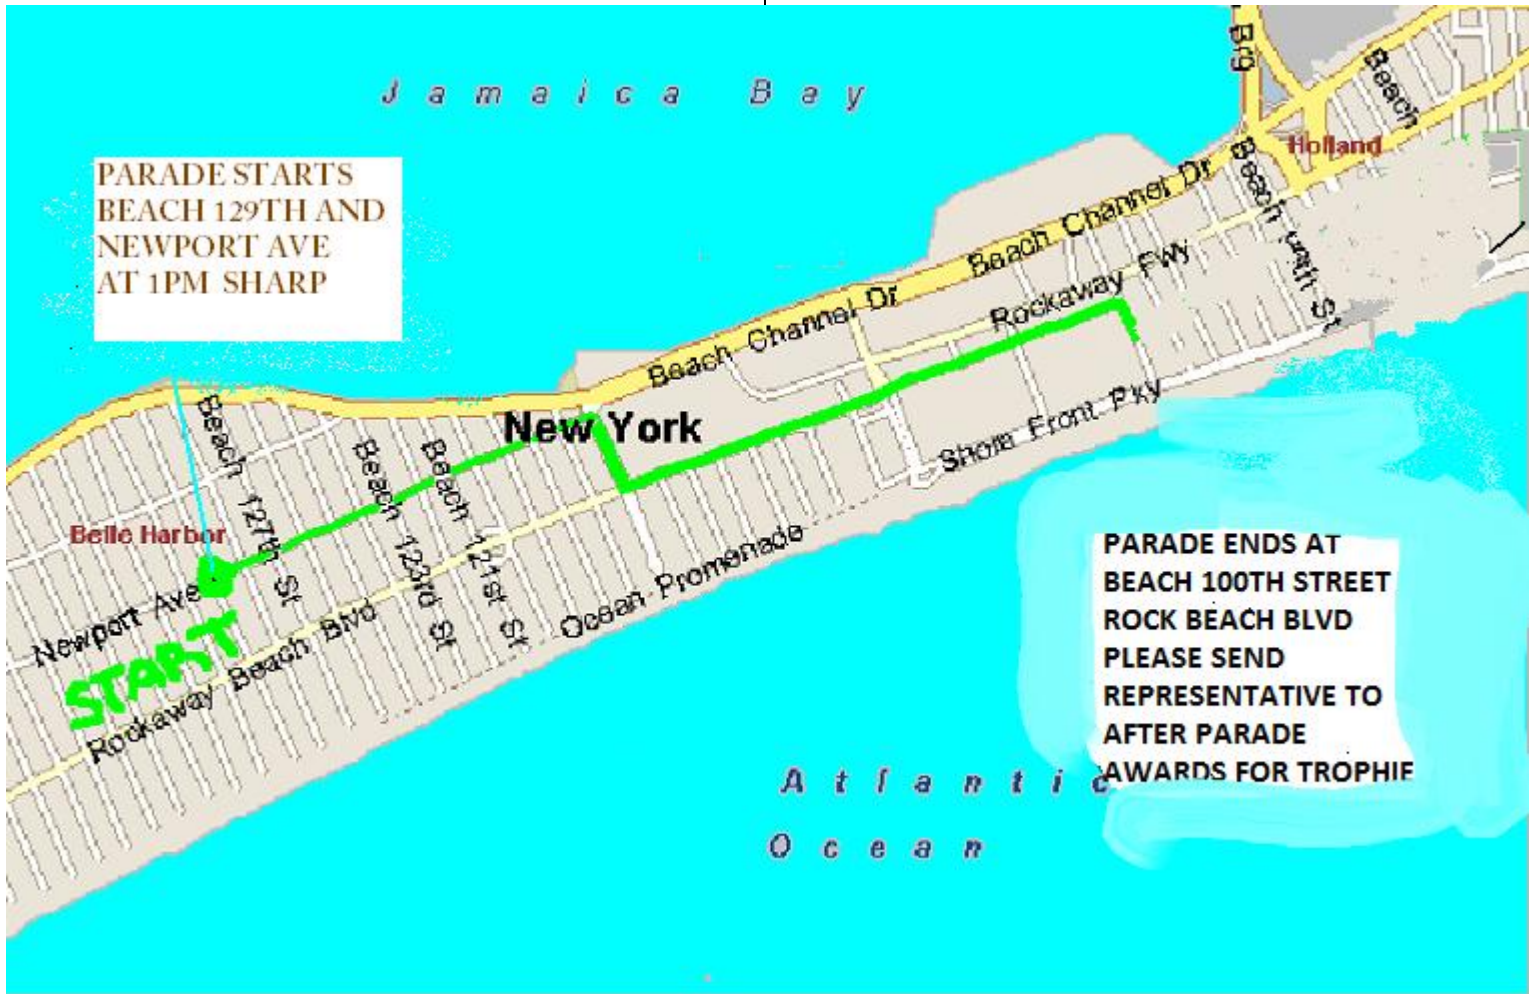 Jamaica Bay
Brg
Beach
Holland
PARADE STARTS
BEACH 129TH AND
NEWPORT AVE
AT 1PM SHARP
Beach Channel Dr
Beach St
Rockaway Fwy
Beach Channel Dr
New York
Shore Front Pky
Beach 127th St
Beach 123rd St
Beach 121st St
Belle Harbor
Newport Ave
START
Rockaway Beach Blvd
Ocean Promenade
PARADE ENDS AT
BEACH 100TH STREET
ROCK BEACH BLVD
PLEASE SEND
REPRESENTATIVE TO
AFTER PARADE
AWARDS FOR TROPHIE
Atlantic
Ocean